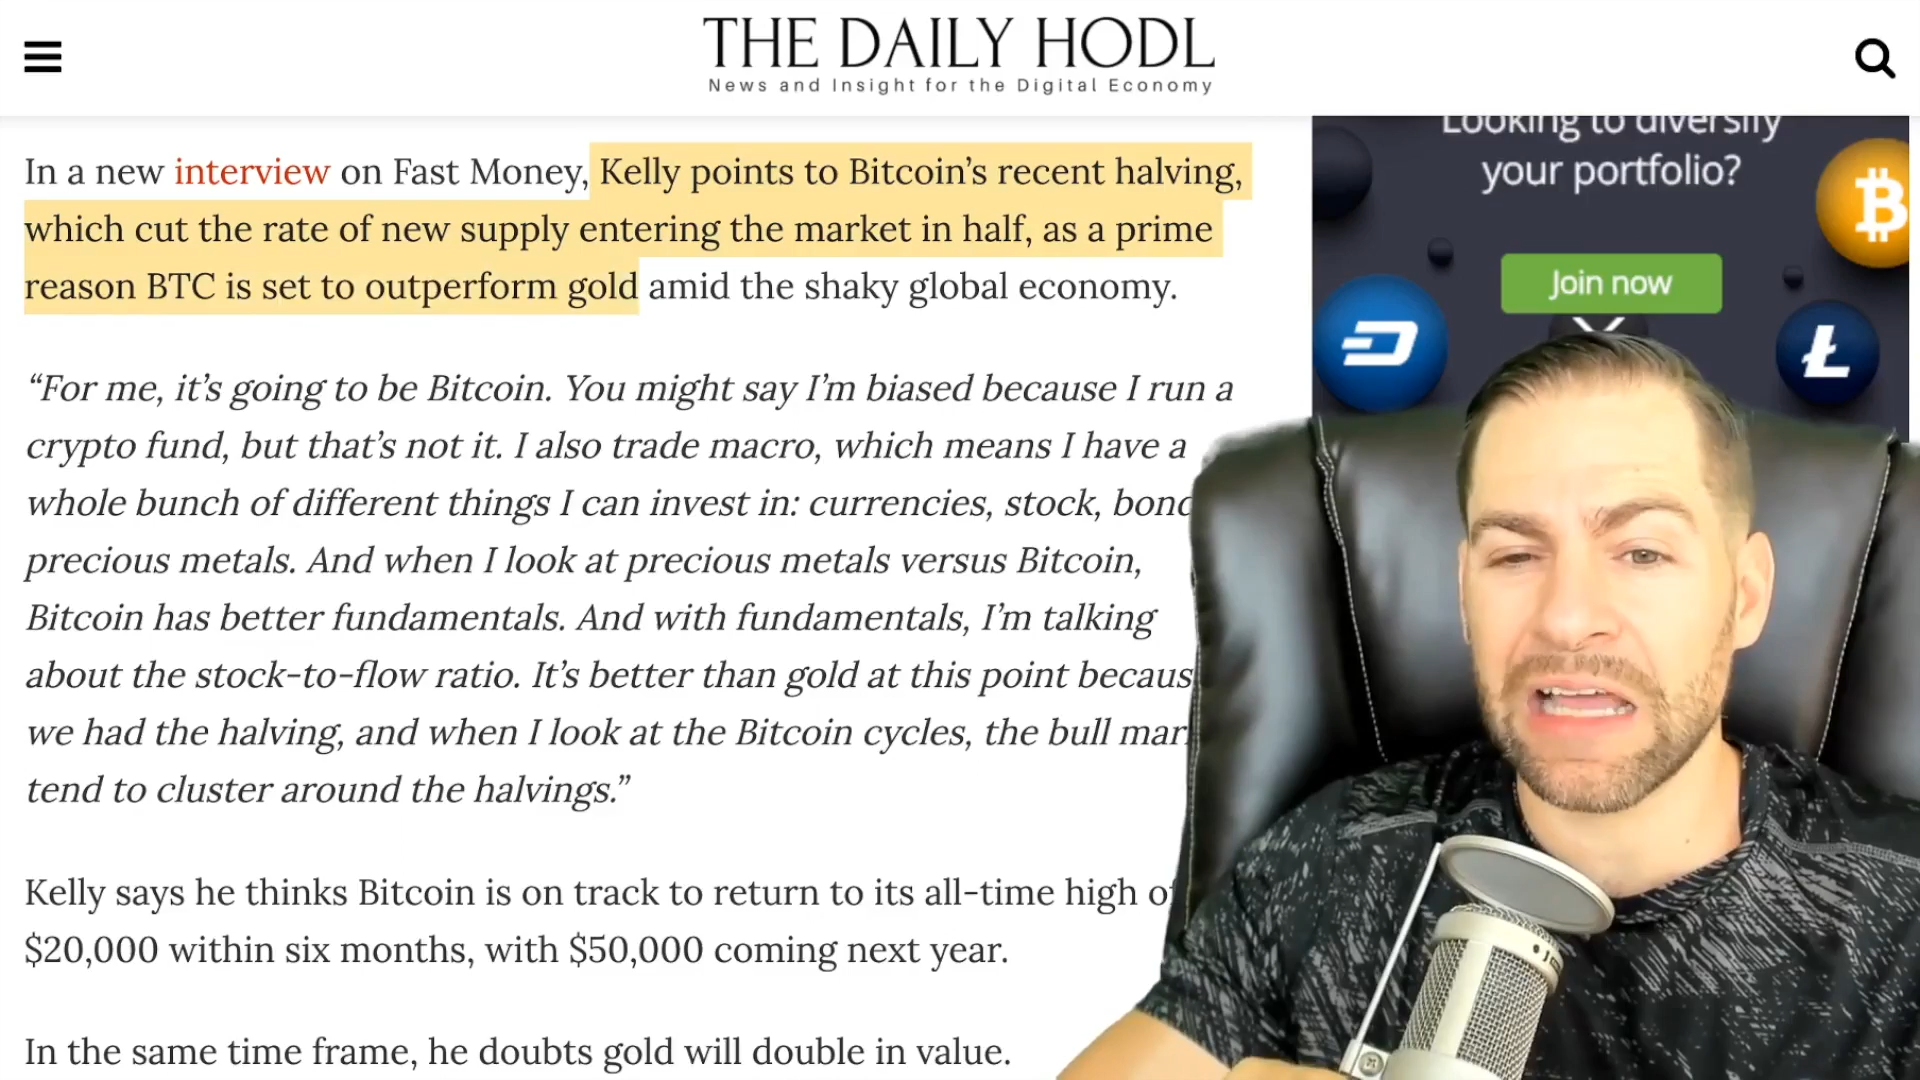 THE DAILY HODL
News and Insight for the Digital Economy
In a new interview on Fast Money, Kelly points to Bitcoin’s recent halving,
which cut the rate of new supply entering the market in half, as a prime
reason BTC is set to outperform gold amid the shaky global economy.
“For me, it’s going to be Bitcoin. You might say I’m biased because I run a
crypto fund, but that’s not it. I also trade macro, which means I have a
whole bunch of different things I can invest in: currencies, stock,
precious metals. And when I look at precious metals versus Bitcoin,
Bitcoin has better fundamentals. And with fundamentals, I’m talking
about the stock-to-flow ratio. It’s better than gold at this point
we had the halving, and when I look at the Bitcoin cycles, the bull
tend to cluster around the halvings.”
Kelly says he thinks Bitcoin is on track to return to its all-time high
$20,000 within six months, with $50,000 coming next year.
In the same time frame, he doubts gold will double in value.
Looking to diversify
your portfolio?
Join now